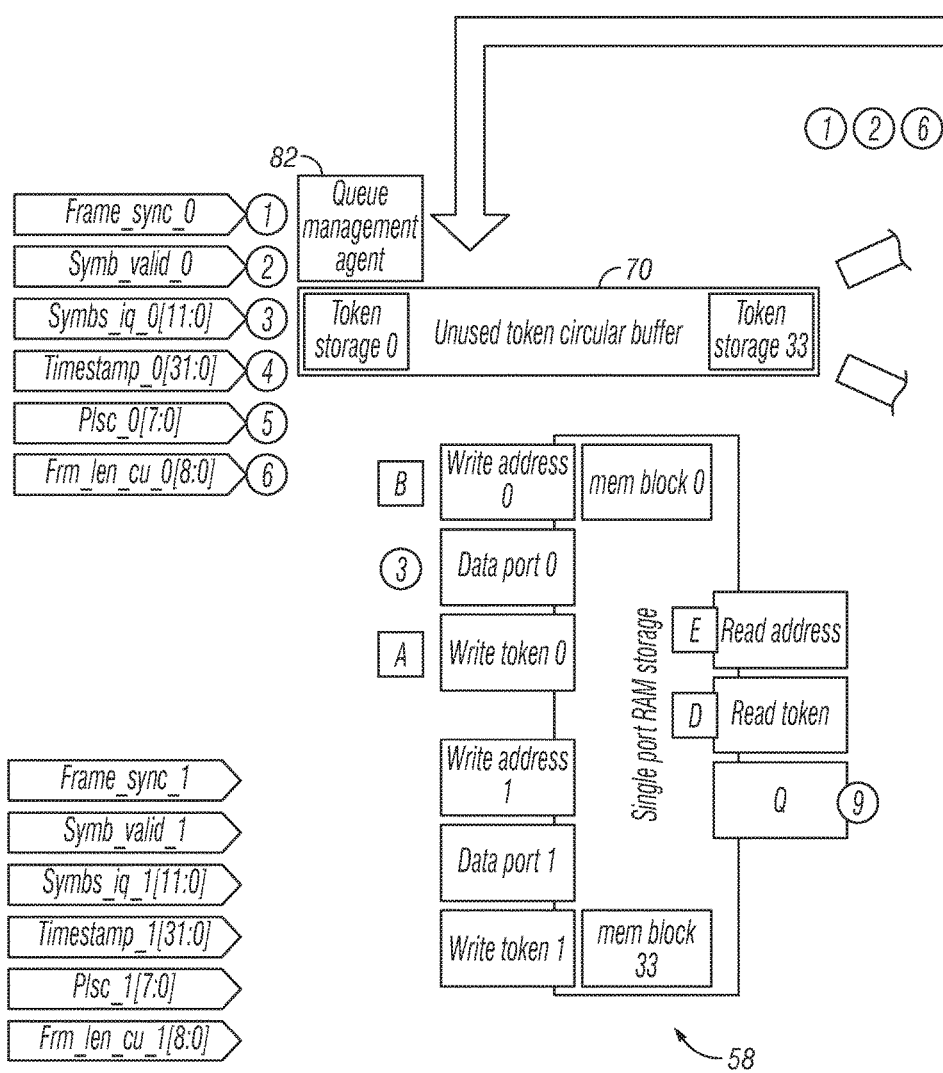 1 2 6
82
Queue
management
agent
Frame_sync_0 1
Symb_valid_0 2
Symbs_iq_0[11:0] 3
Timestamp_0[31:0] 4
Plsc_0[7:0] 5
Frm_len_cu_0[8:0] 6
70
Token
storage 0
Unused token circular buffer
Token
storage 33
B
Write address
0
mem block 0
3
Data port 0
A
Write token 0
Single port RAM storage
E
Read address
D
Read token
Q
9
Write address
1
Data port 1
Write token 1
mem block
33
Frame_sync_1
Symb_valid_1
Symbs_iq_1[11:0]
Timestamp_1[31:0]
Plsc_1[7:0]
Frm_len_cu_1[8:0]
58